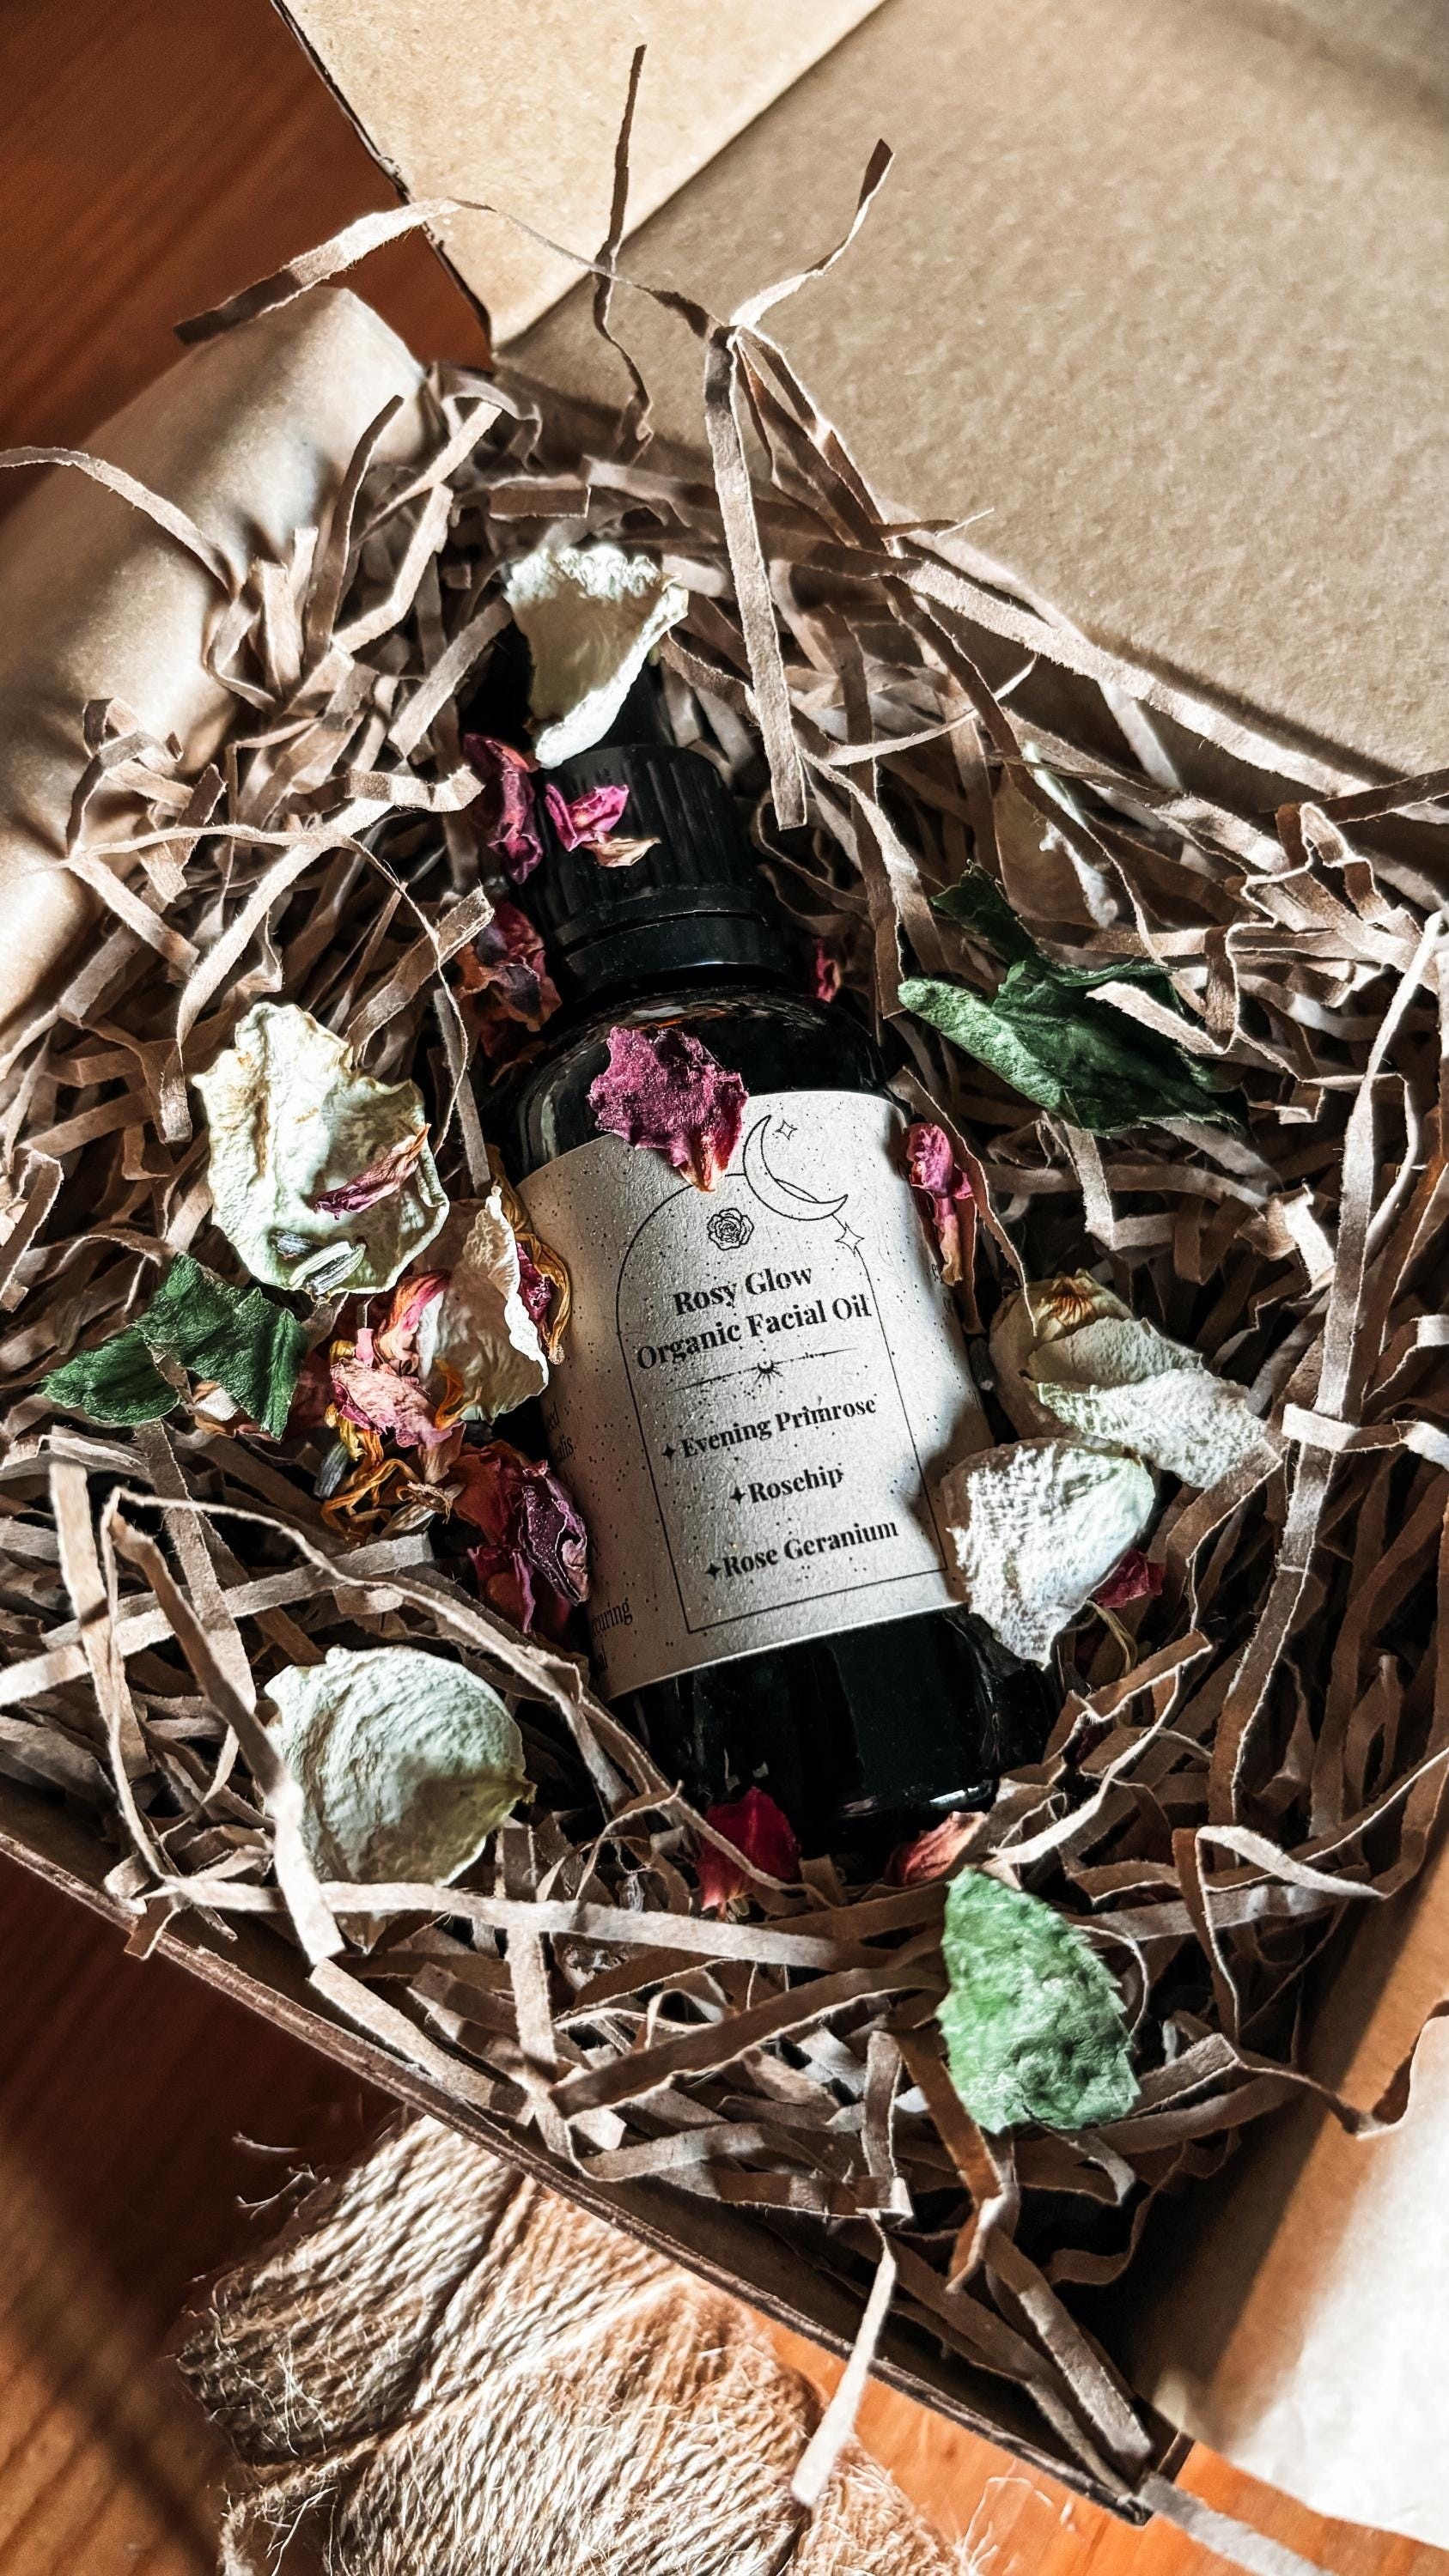 Rosy Glow
Organic Facial Oil
✦Evening Primrose
✦Rosehip
✦Rose Geranium